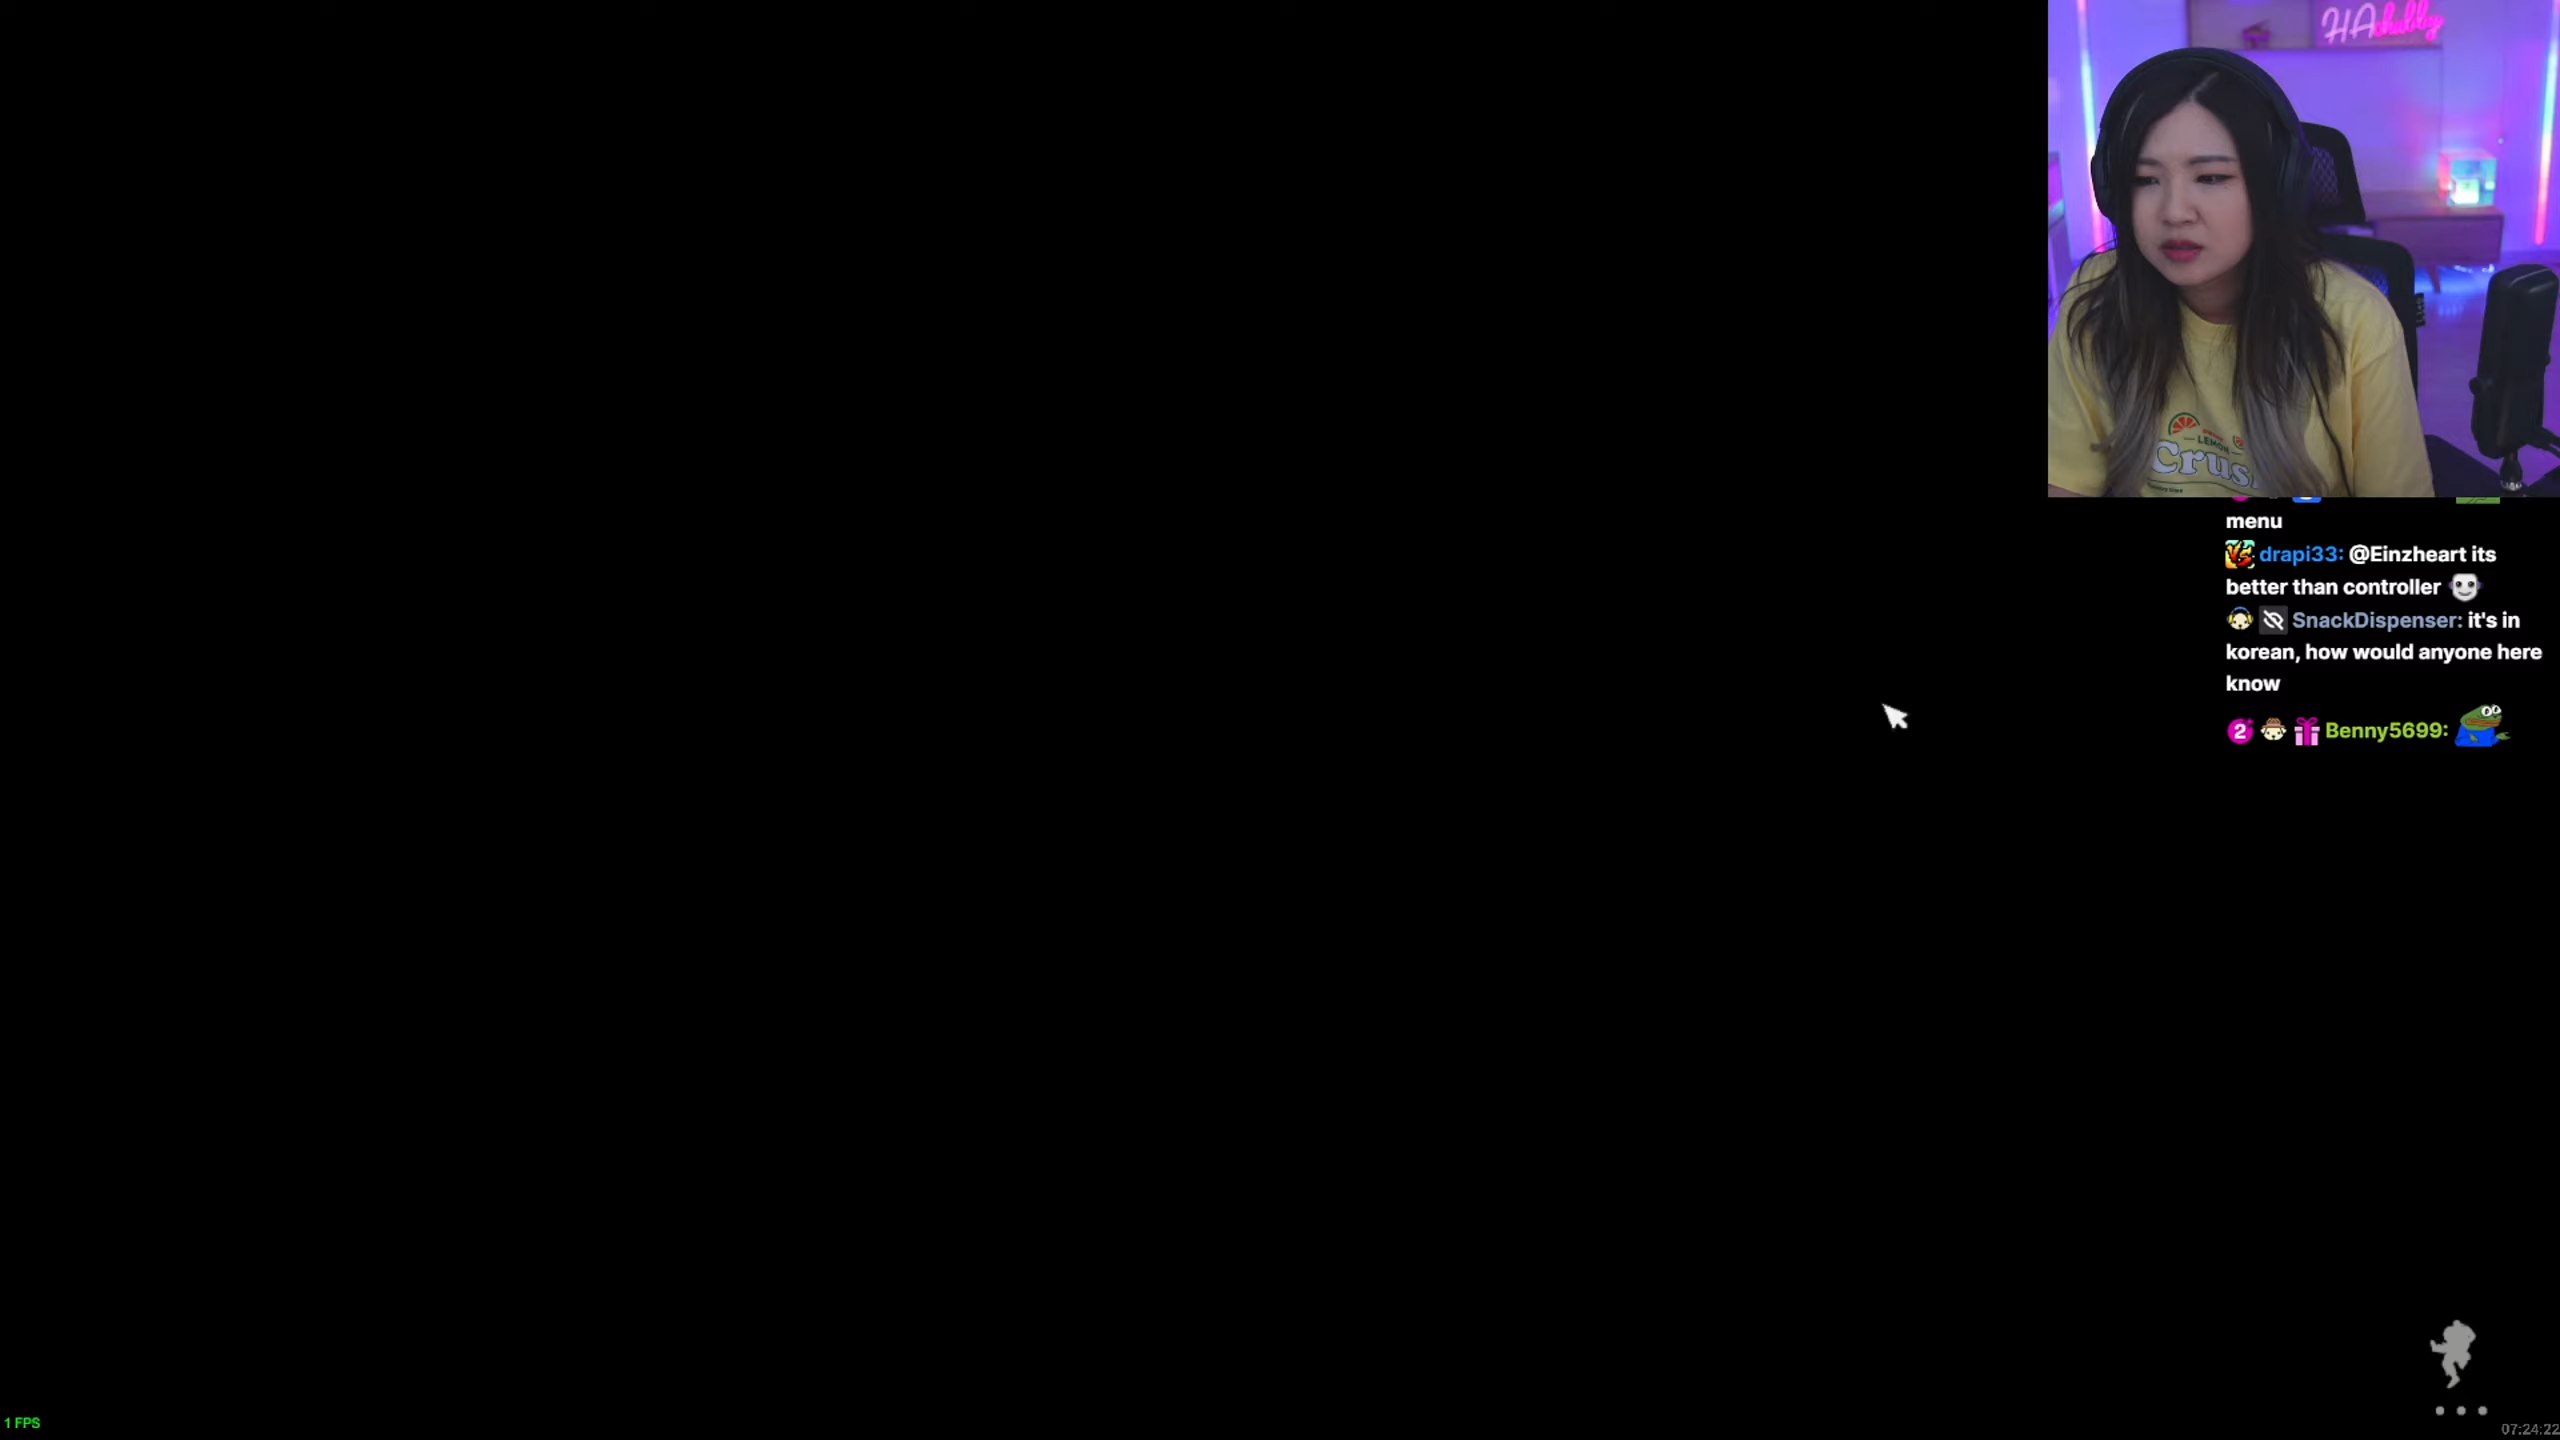 HAchubby
LEMON
Crus
menu
drapi33: @Einzheart its
better than controller
SnackDispenser: it's in
korean, how would anyone here
know
2 Benny5699:
1 FPS
07:24:22